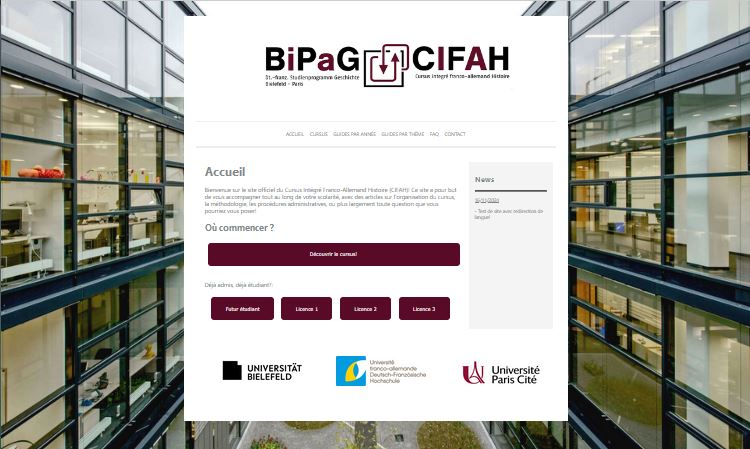 BiPaG CIFAH
Dt.-franz. Studienprogramm Geschichte
Bielefeld - Paris
Cursus intégré franco-allemand Histoire
ACCUEIL CURSUS GUIDES PAR ANNÉE GUIDES PAR THÈME FAQ CONTACT
Accueil
Bienvenue sur le site officiel du Cursus Intégré Franco-Allemand Histoire (CIFAH)! Ce site a pour but
de vous accompagner tout au long de votre scolarité, avec des articles sur l'organisation du cursus,
la méthodologie, les procédures administratives, ou plus largement toute question que vous
pourriez vous poser!
Où commencer ?
Découvrir le cursus!
Déjà admis, déjà étudiant?:
Futur étudiant
Licence 1
Licence 2
Licence 3
News
- Test de site avec redirection de
langue!
UNIVERSITÄT
BIELEFELD
Université
franco-allemande
Deutsch-Französische
Hochschule
Université
Paris Cité